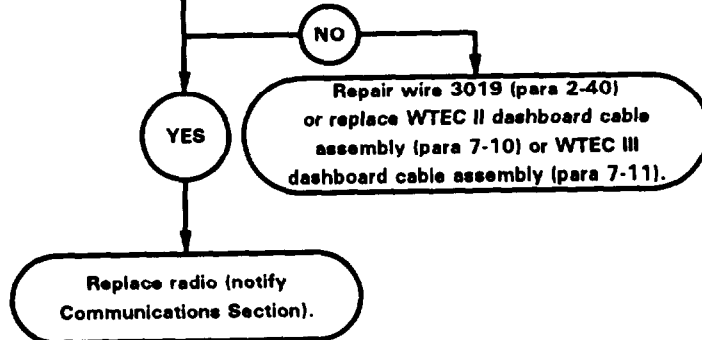 NO
YES
Repair wire 3019 (para 2-40)
or replace WTEC II dashboard cable
assembly (para 7-10) or WTEC III
dashboard cable assembly (para 7-11).
Replace radio (notify
Communications Section).